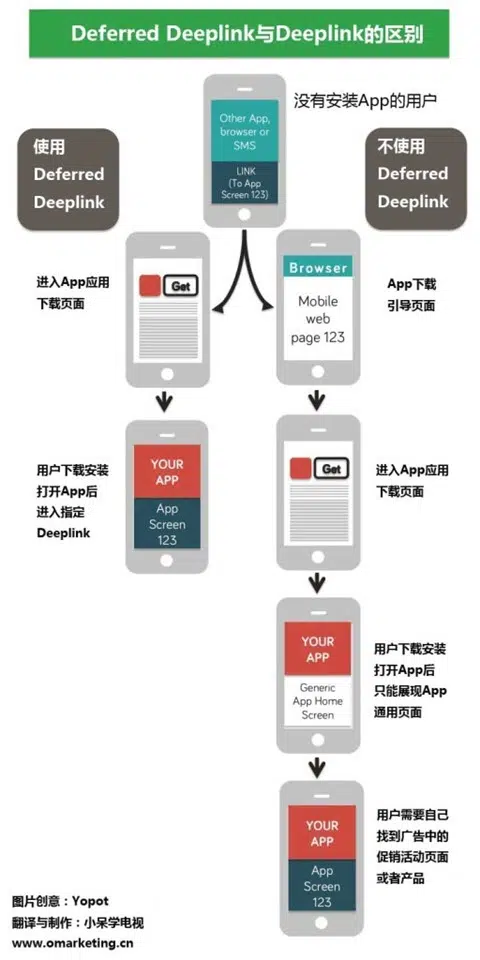 Deferred Deeplink与Deeplink的区别
没有安装App的用户
Other App,
browser or
SMS
LINK
(To App
Screen 123)
使用
Deferred
Deeplink
不使用
Deferred
Deeplink
进入App应用
下载页面
Get
Browser
Mobile
web
page 123
App下载
引导页面
用户下载安装
打开App后
进入指定
Deeplink
YOUR
APP
App
Screen
123
Get
进入App应用
下载页面
YOUR
APP
Generic
App Home
Screen
用户下载安装
打开App后
只能展现App
通用页面
YOUR
APP
App
Screen
123
用户需要自己
找到广告中的
促销活动页面
或者产品
图片创意：Yopot
翻译与制作：小呆学电视
www.omarketing.cn